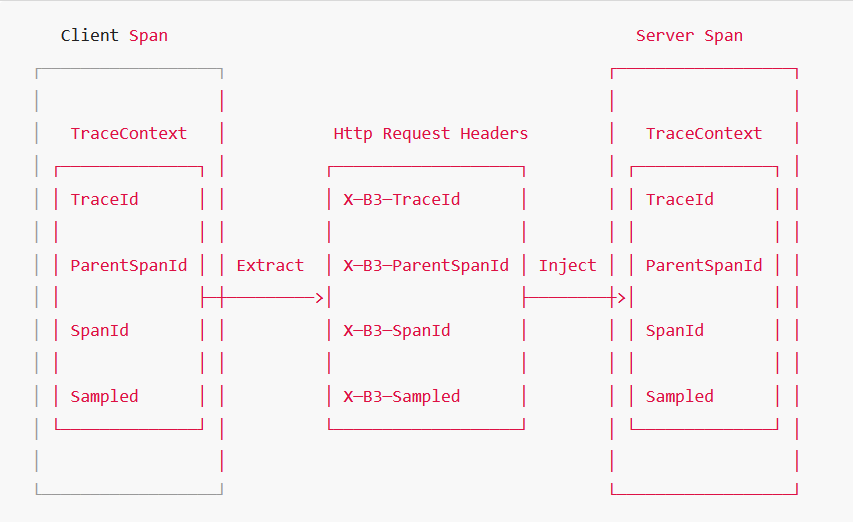 Client Span Server Span
TraceContext Http Request Headers TraceContext
TraceId X─B3─TraceId TraceId
ParentSpanId Extract X─B3─ParentSpanId Inject ParentSpanId
SpanId X─B3─SpanId SpanId
Sampled X─B3─Sampled Sampled